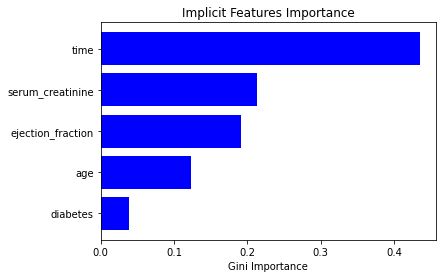 Implicit Features Importance
time
serum_creatinine
ejection_fraction
age
diabetes
0.0 0.1 0.2 0.3 0.4
Gini Importance